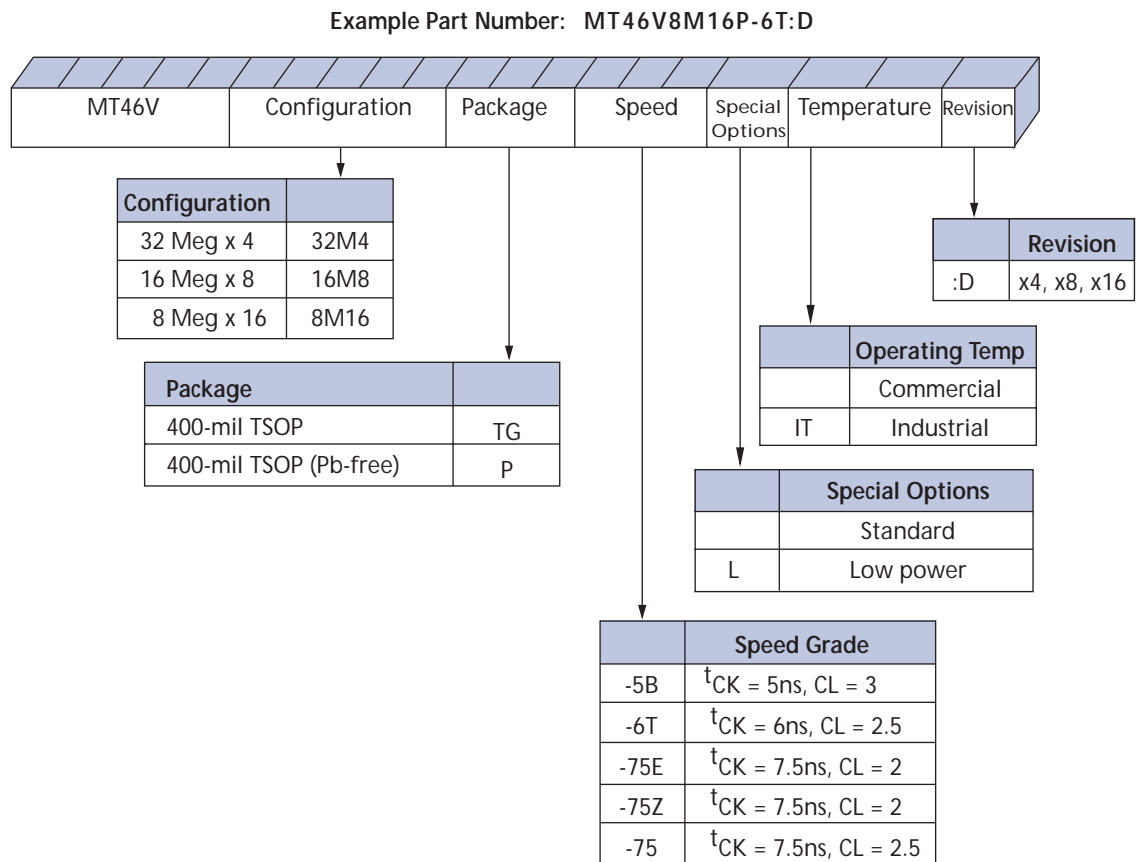 Example Part Number: MT46V8M16P-6T:D
MT46V Configuration Package Speed Special Options Temperature Revision
Configuration
32 Meg x 4 32M4
16 Meg x 8 16M8
8 Meg x 16 8M16
Package
400-mil TSOP TG
400-mil TSOP (Pb-free) P
Revision
:D x4, x8, x16
Operating Temp
Commercial
IT Industrial
Special Options
Standard
L Low power
Speed Grade
-5B tCK = 5ns, CL = 3
-6T tCK = 6ns, CL = 2.5
-75E tCK = 7.5ns, CL = 2
-75Z tCK = 7.5ns, CL = 2
-75 tCK = 7.5ns, CL = 2.5